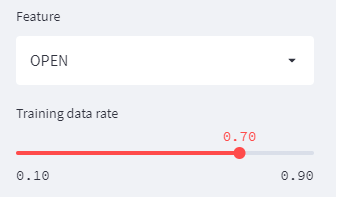 Feature
OPEN
Training data rate
0.70
0.10 0.90